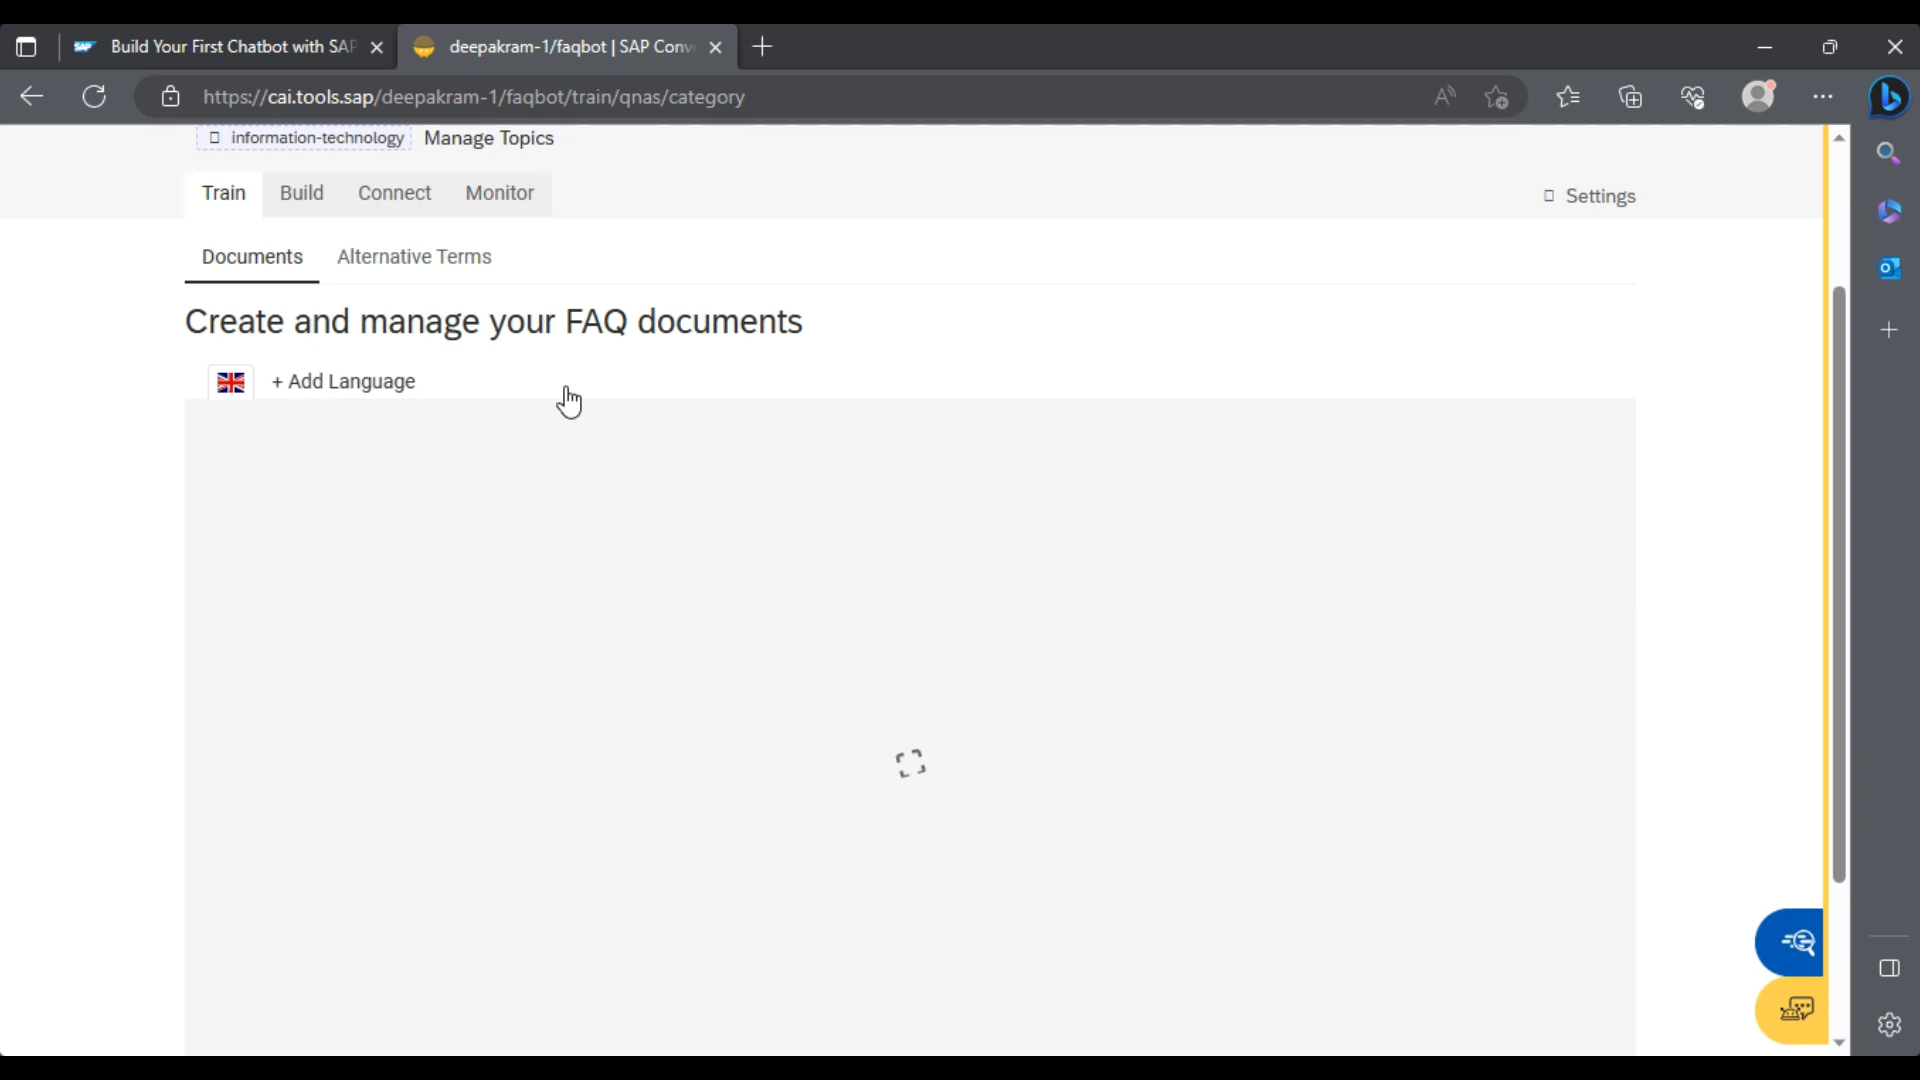 SAP Build Your First Chatbot with SAP
deepakram-1/faqbot | SAP Conv
https://cai.tools.sap/deepakram-1/faqbot/train/qnas/category
information-technology Manage Topics
Train Build Connect Monitor
Settings
Documents Alternative Terms
Create and manage your FAQ documents
+ Add Language